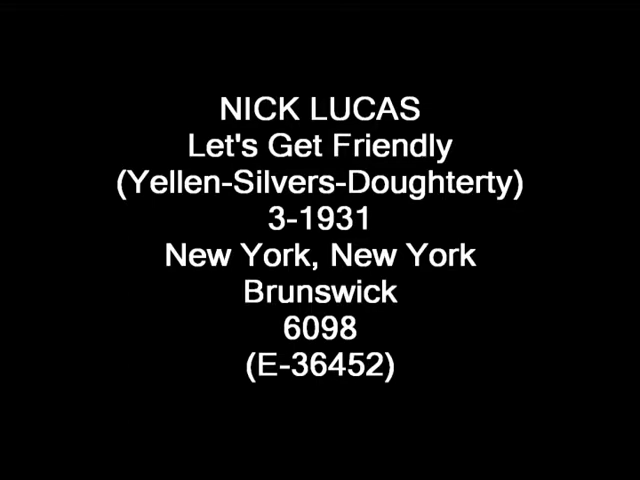 NICK LUCAS
Let's Get Friendly
(Yellen-Silvers-Doughterty)
3-1931
New York, New York
Brunswick
6098
(E-36452)